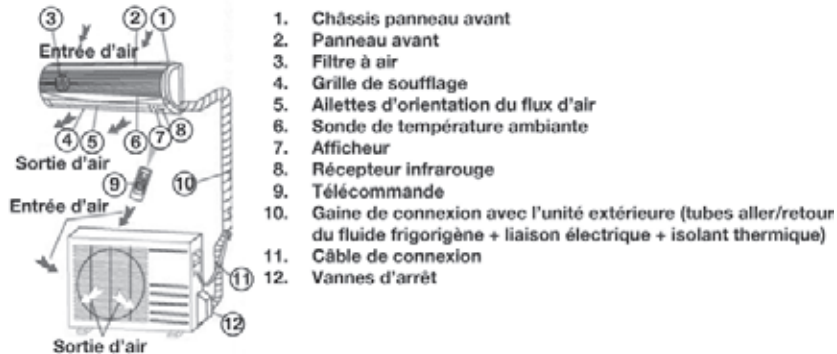 3
2
1
Entrée d'air
4
5
6
7
8
Sortie d'air
9
10
Entrée d'air
11
12
Sortie d'air
1. Châssis panneau avant
2. Panneau avant
3. Filtre à air
4. Grille de soufflage
5. Ailettes d'orientation du flux d'air
6. Sonde de température ambiante
7. Afficheur
8. Récepteur infrarouge
9. Télécommande
10. Gaine de connexion avec l'unité extérieure (tubes aller/retour
du fluide frigorigène + liaison électrique + isolant thermique)
11. Câble de connexion
12. Vannes d'arrêt